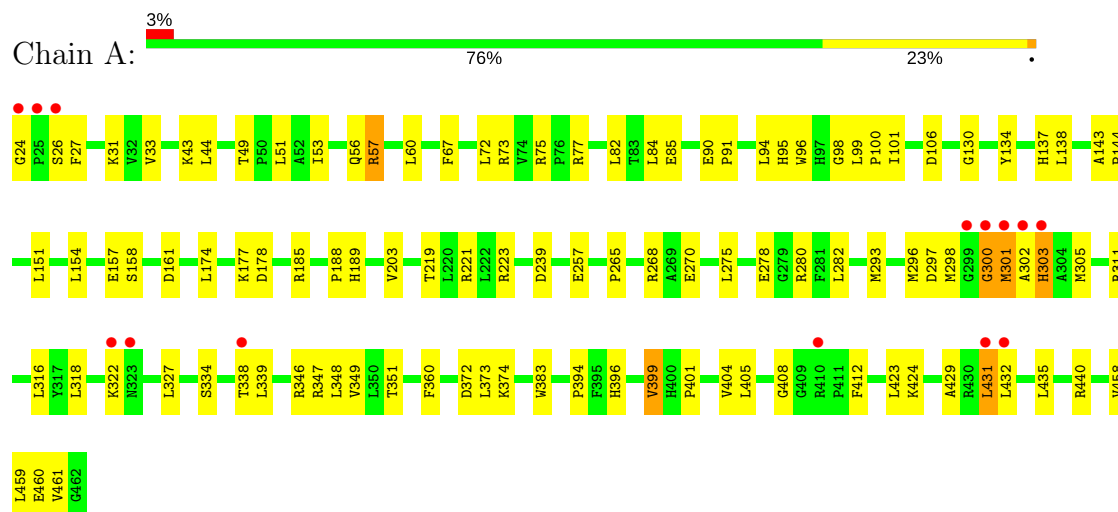 3%
Chain A:
76% 23% •
G24 P25 S26 F27 K31 V32 V33 K43 L44 T49 P50 L51 A52 I53 Q56 R57 L60 F67 L72 R73 V74 R75 P76 R77 L82 T83 L84 E85 E90 P91 L94 H95 W96 H97 G98 L99 P100 I101 D106 G130 Y134 H137 L138 A143
L151 L154 E157 S158 D161 L174 K177 D178 R185 P188 H189 V203 T219 L220 R221 L222 R223 D239 E257 P265 R268 A269 E270 L275 E278 G279 R280 F281 L282 M293 M296 D297 M298 G299 G300 M301 A302 H303 A304 M305
L316 Y317 L318 K322 N323 L327 S334 T338 L339 R346 R347 L348 V349 L350 T351 F360 D372 L373 K374 W383 P394 F395 H396 V399 H400 P401 V404 L405 G408 G409 R410 P411 F412 L423 K424 A429 R430 L431 L432 L435 R440 V458
L459 E460 V461 G462